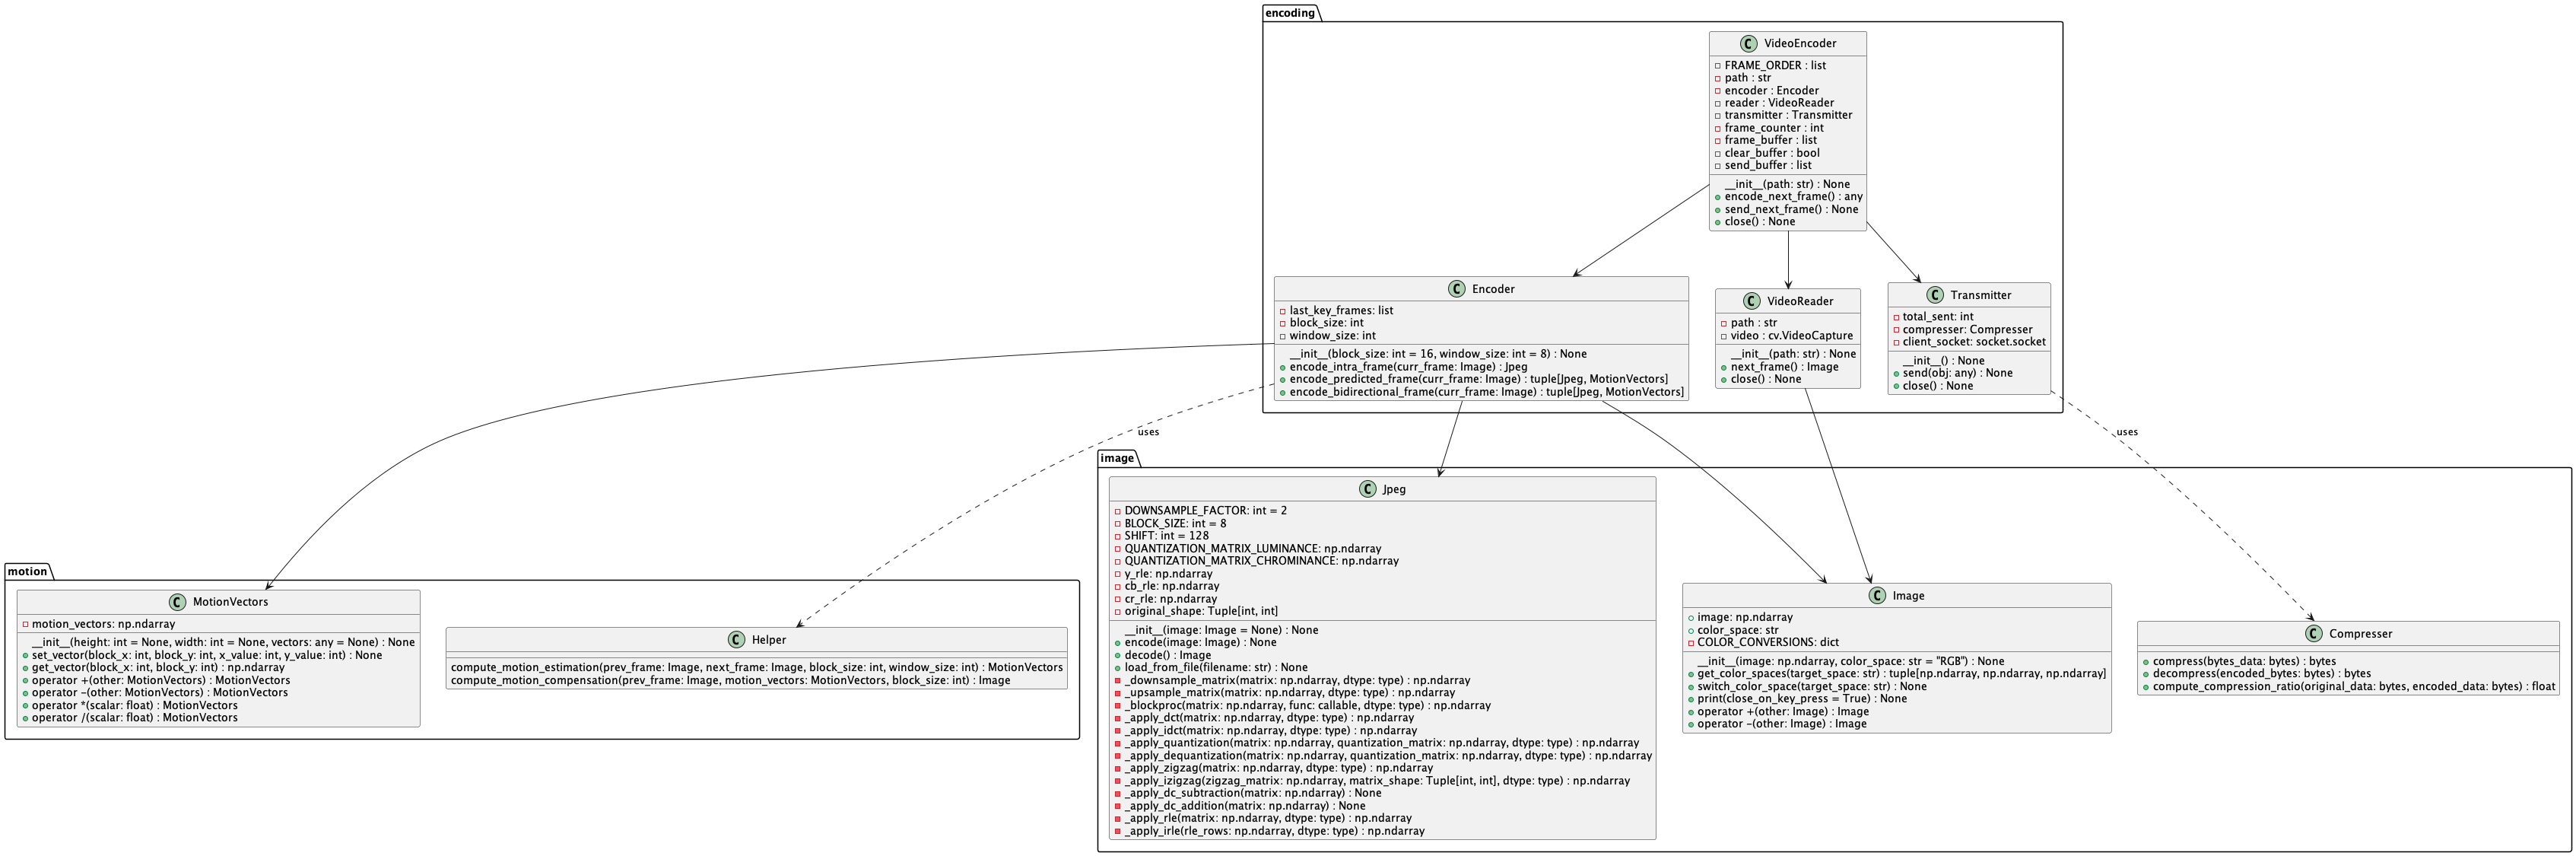 encoding
C VideoEncoder
FRAME_ORDER : list
path : str
encoder : Encoder
reader : VideoReader
transmitter : Transmitter
frame_counter : int
frame_buffer : list
clear_buffer : bool
send_buffer : list
__init__(path: str) : None
encode_next_frame() : any
send_next_frame() : None
close() : None
C Encoder
last_key_frames: list
block_size: int
window_size: int
__init__(block_size: int = 16, window_size: int = 8) : None
encode_intra_frame(curr_frame: Image) : Jpeg
encode_predicted_frame(curr_frame: Image) : tuple[Jpeg, MotionVectors]
encode_bidirectional_frame(curr_frame: Image) : tuple[Jpeg, MotionVectors]
C VideoReader
path : str
video : cv.VideoCapture
__init__(path: str) : None
next_frame() : Image
close() : None
C Transmitter
total_sent: int
compresser: Compresser
client_socket: socket.socket
__init__() : None
send(obj: any) : None
close() : None
uses
uses
motion
C MotionVectors
motion_vectors: np.ndarray
__init__(height: int = None, width: int = None, vectors: any = None) : None
set_vector(block_x: int, block_y: int, x_value: int, y_value: int) : None
get_vector(block_x: int, block_y: int) : np.ndarray
operator +(other: MotionVectors) : MotionVectors
operator -(other: MotionVectors) : MotionVectors
operator *(scalar: float) : MotionVectors
operator /(scalar: float) : MotionVectors
C Helper
compute_motion_estimation(prev_frame: Image, next_frame: Image, block_size: int, window_size: int) : MotionVectors
compute_motion_compensation(prev_frame: Image, motion_vectors: MotionVectors, block_size: int) : Image
image
C Jpeg
DOWNSAMPLE_FACTOR: int = 2
BLOCK_SIZE: int = 8
SHIFT: int = 128
QUANTIZATION_MATRIX_LUMINANCE: np.ndarray
QUANTIZATION_MATRIX_CHROMINANCE: np.ndarray
y_rle: np.ndarray
cb_rle: np.ndarray
cr_rle: np.ndarray
original_shape: Tuple[int, int]
__init__(image: Image = None) : None
encode(image: Image) : None
decode() : Image
load_from_file(filename: str) : None
_downsample_matrix(matrix: np.ndarray, dtype: type) : np.ndarray
_upsample_matrix(matrix: np.ndarray, dtype: type) : np.ndarray
_blockproc(matrix: np.ndarray, func: callable, dtype: type) : np.ndarray
_apply_dct(matrix: np.ndarray, dtype: type) : np.ndarray
_apply_idct(matrix: np.ndarray, dtype: type) : np.ndarray
_apply_quantization(matrix: np.ndarray, quantization_matrix: np.ndarray, dtype: type) : np.ndarray
_apply_dequantization(matrix: np.ndarray, quantization_matrix: np.ndarray, dtype: type) : np.ndarray
_apply_zigzag(matrix: np.ndarray, dtype: type) : np.ndarray
_apply_izigzag(zigzag_matrix: np.ndarray, matrix_shape: Tuple[int, int], dtype: type) : np.ndarray
_apply_dc_subtraction(matrix: np.ndarray) : None
_apply_dc_addition(matrix: np.ndarray) : None
_apply_rle(matrix: np.ndarray, dtype: type) : np.ndarray
_apply_irle(rle_rows: np.ndarray, dtype: type) : np.ndarray
C Image
image: np.ndarray
color_space: str
COLOR_CONVERSIONS: dict
__init__(image: np.ndarray, color_space: str = "RGB") : None
get_color_spaces(target_space: str) : tuple[np.ndarray, np.ndarray, np.ndarray]
switch_color_space(target_space: str) : None
print(close_on_key_press = True) : None
operator +(other: Image) : Image
operator -(other: Image) : Image
C Compresser
compress(bytes_data: bytes) : bytes
decompress(encoded_bytes: bytes) : bytes
compute_compression_ratio(original_data: bytes, encoded_data: bytes) : float